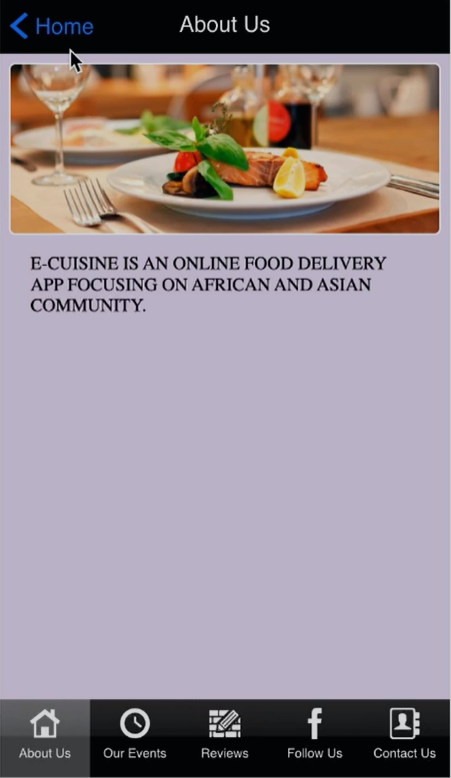 Home
About Us
E-CUISINE IS AN ONLINE FOOD DELIVERY
APP FOCUSING ON AFRICAN AND ASIAN
COMMUNITY.
About Us
Our Events
Reviews
Follow Us
Contact Us